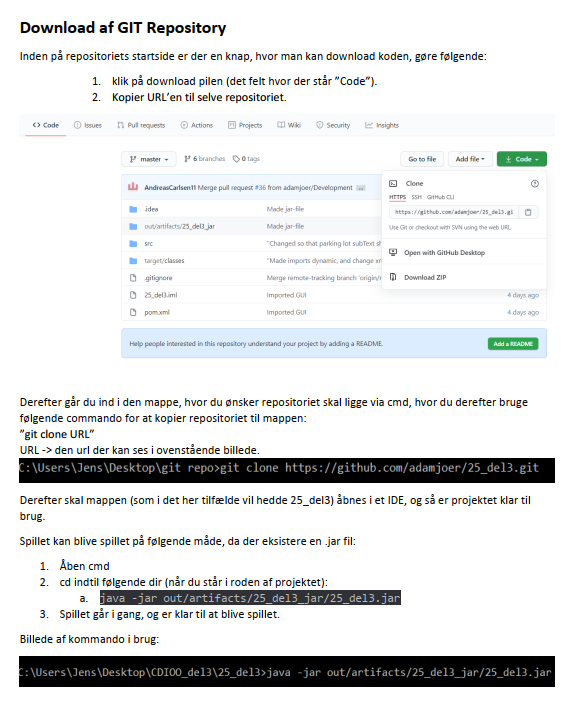 Download af GIT Repository
Inden på repositoriets startside er der en knap, hvor man kan download koden, gøre følgende:
1. klik på download pilen (det felt hvor der står ”Code”).
2. Kopier URL’en til selve repositoriet.
Code Issues Pull requests Actions Projects Wiki Security Insights
master 6 branches 0 tags Go to file Add file Code
AndreasCarlsen11 Merge pull request #36 from adamjoer/Development
Clone
HTTPS SSH GitHub CLI
https://github.com/adamjoer/25_del3.gi
Use Git or checkout with SVN using the web URL.
Open with GitHub Desktop
Download ZIP
.idea Made jar-file
out/artifacts/25_del3_jar Made jar-file
src "Changed so that parking lot subText sh
target/classes "Made imports dynamic, and change
.gitignore Merge remote-tracking branch 'origin/
25_del3.iml Imported GUI 4 days ago
pom.xml Imported GUI 4 days ago
Help people interested in this repository understand your project by adding a README. Add a README
Derefter går du ind i den mappe, hvor du ønsker repositoriet skal ligge via cmd, hvor du derefter bruge
følgende commando for at kopier repositoriet til mappen:
”git clone URL”
URL -> den url der kan ses i ovenstående billede.
C:\Users\Jens\Desktop\git repo>git clone https://github.com/adamjoer/25_del3.git
Derefter skal mappen (som i det her tilfælde vil hedde 25_del3) åbnes i et IDE, og så er projektet klar til
brug.
Spillet kan blive spillet på følgende måde, da der eksistere en .jar fil:
1. Åben cmd
2. cd indtil følgende dir (når du står i roden af projektet):
a. java -jar out/artifacts/25_del3_jar/25_del3.jar
3. Spillet går i gang, og er klar til at blive spillet.
Billede af kommando i brug:
C:\Users\Jens\Desktop\CDIOO_del3\25_del3>java -jar out/artifacts/25_del3_jar/25_del3.jar